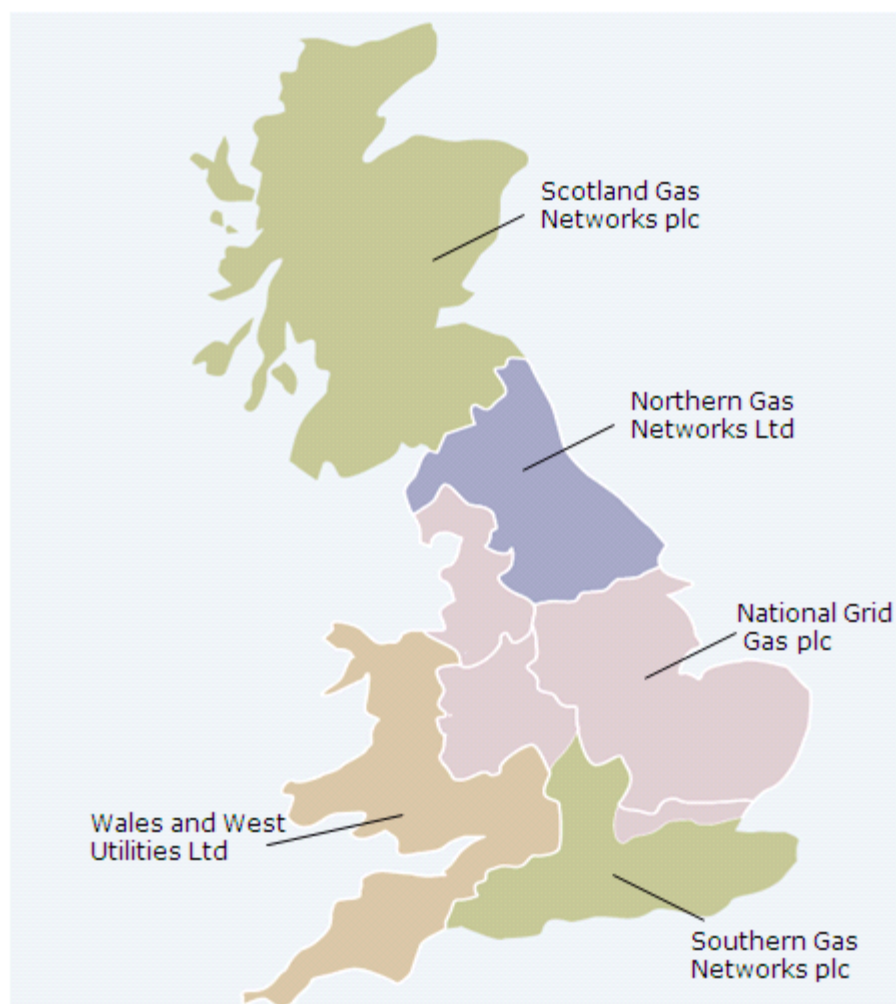 Scotland Gas
Networks plc
Northern Gas
Networks Ltd
National Grid
Gas plc
Wales and West
Utilities Ltd
Southern Gas
Networks plc